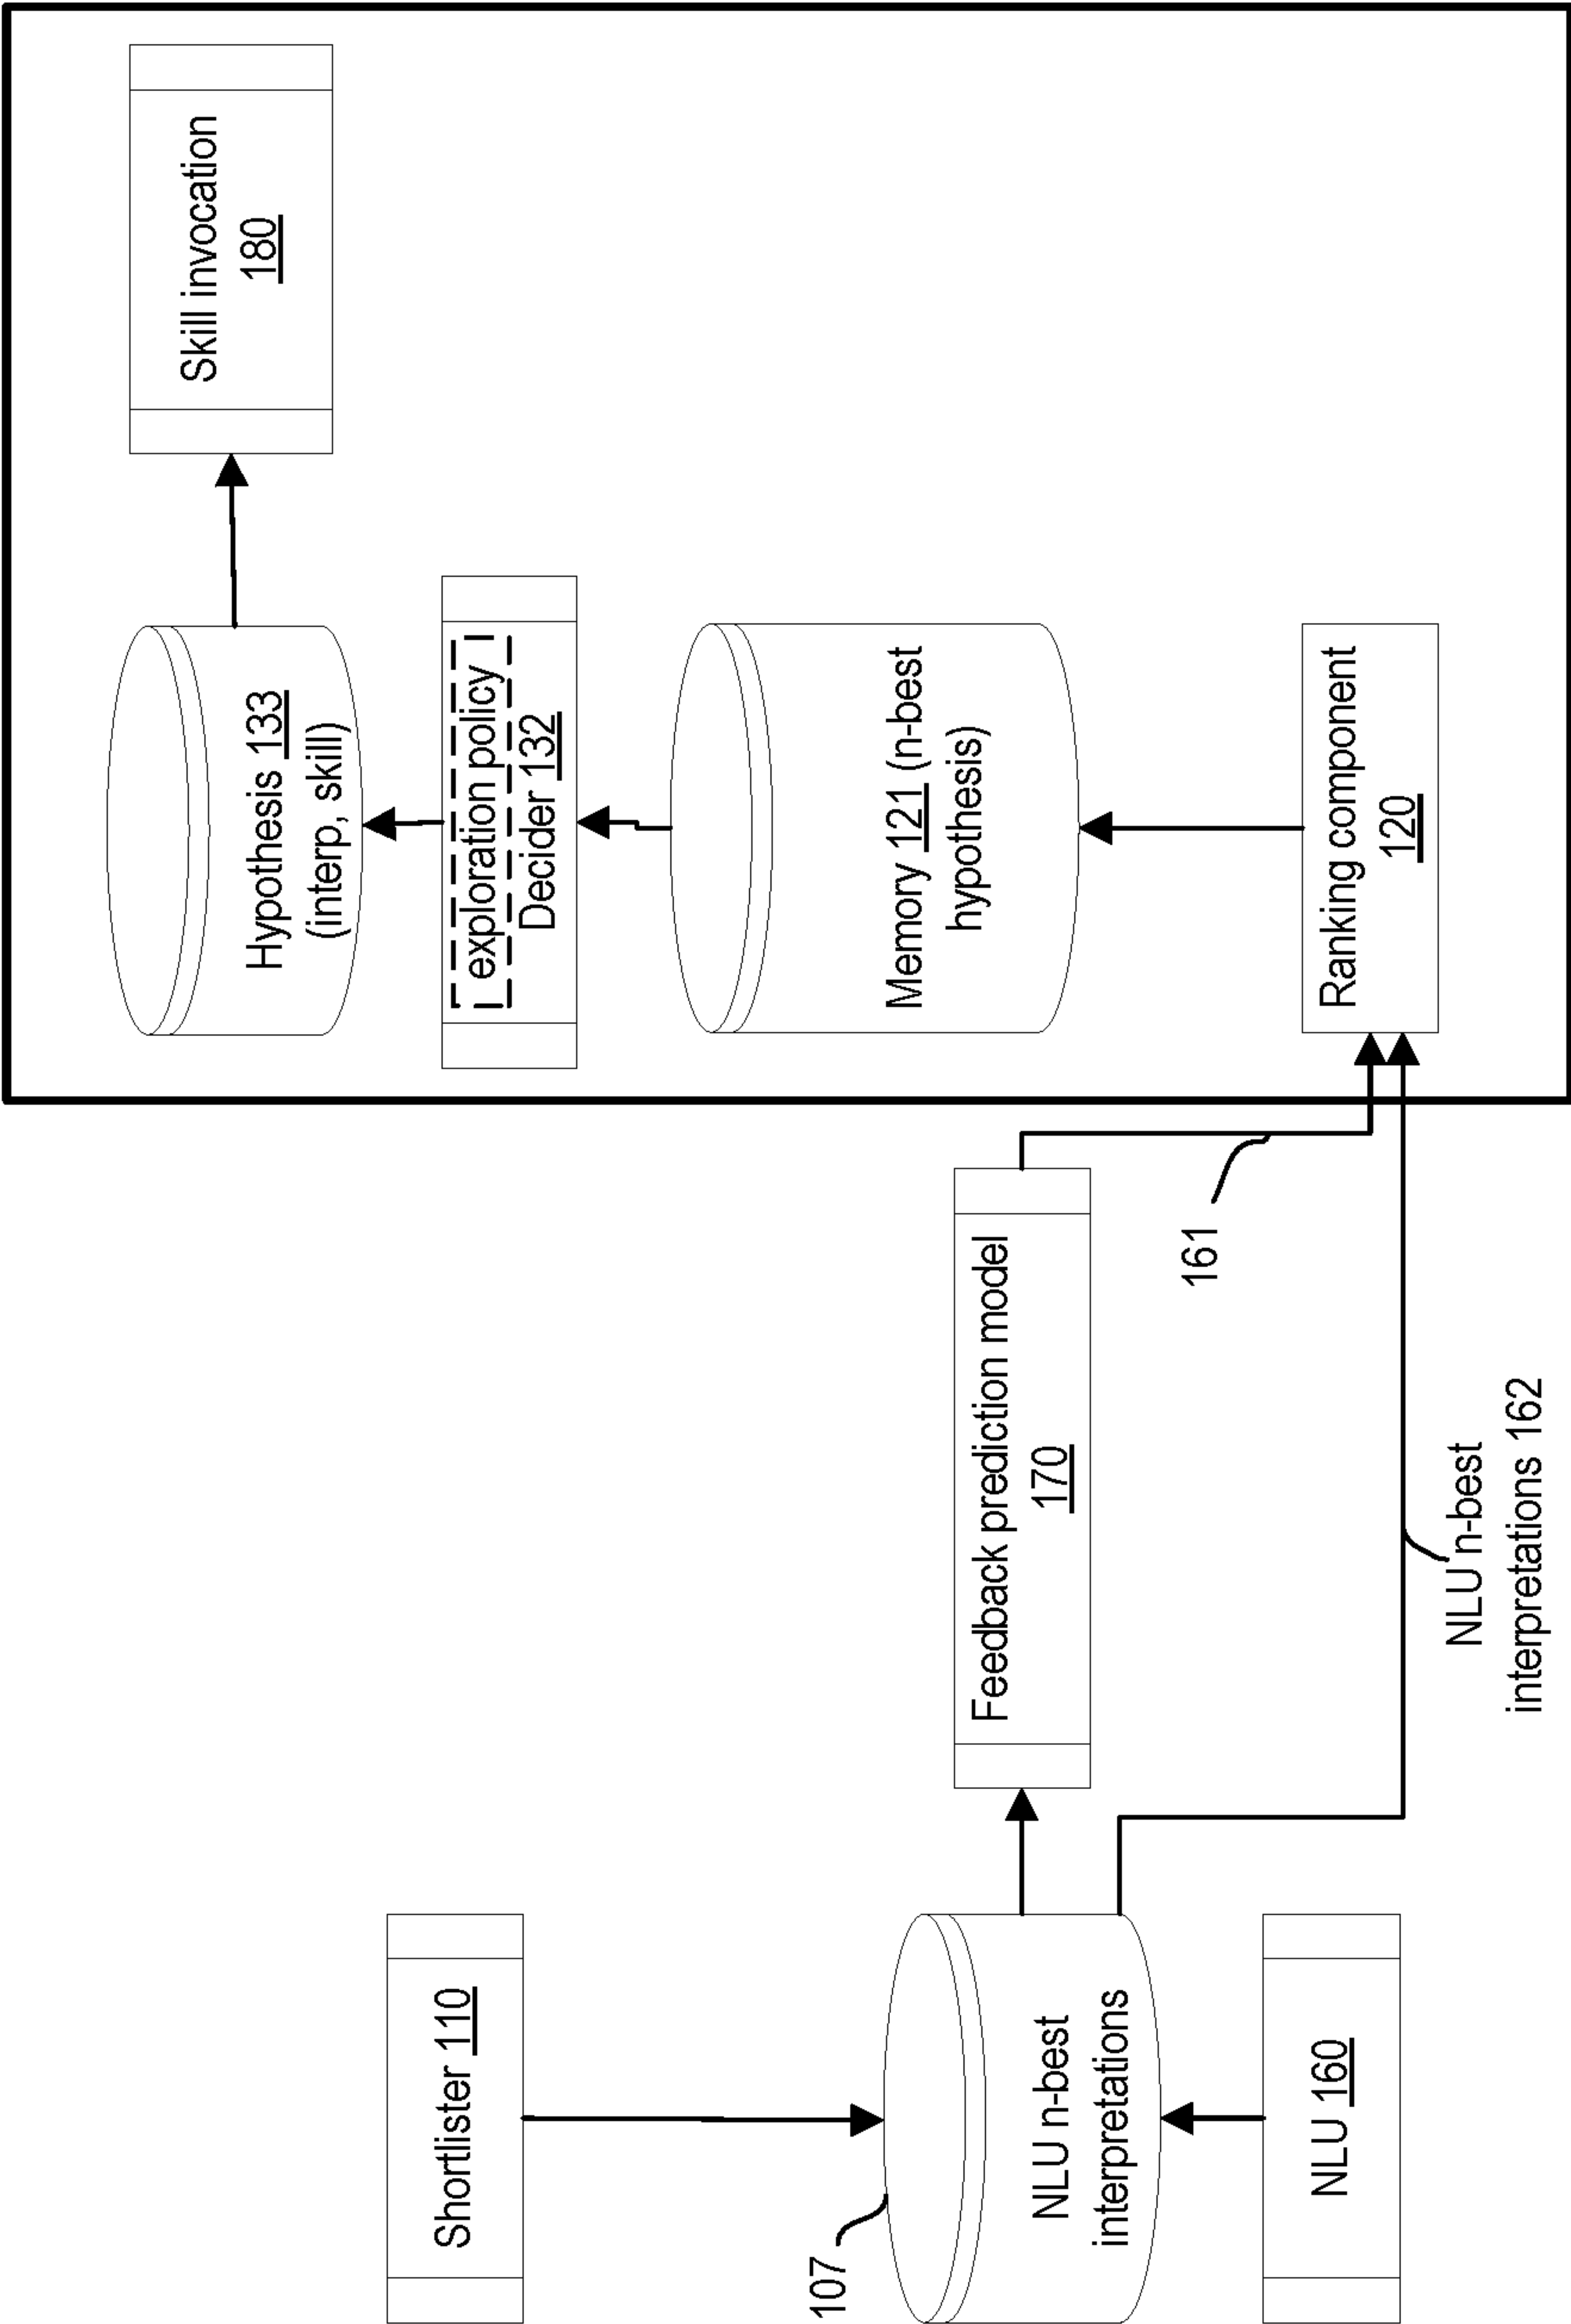 Shortlister 110
107
NLU n-best
interpretations
NLU 160
Feedback prediction model
170
161
NLU n-best
interpretations 162
Hypothesis 133
(interp, skill)
exploration policy
Decider 132
Memory 121 (n-best
hypothesis)
Ranking component
120
Skill invocation
180